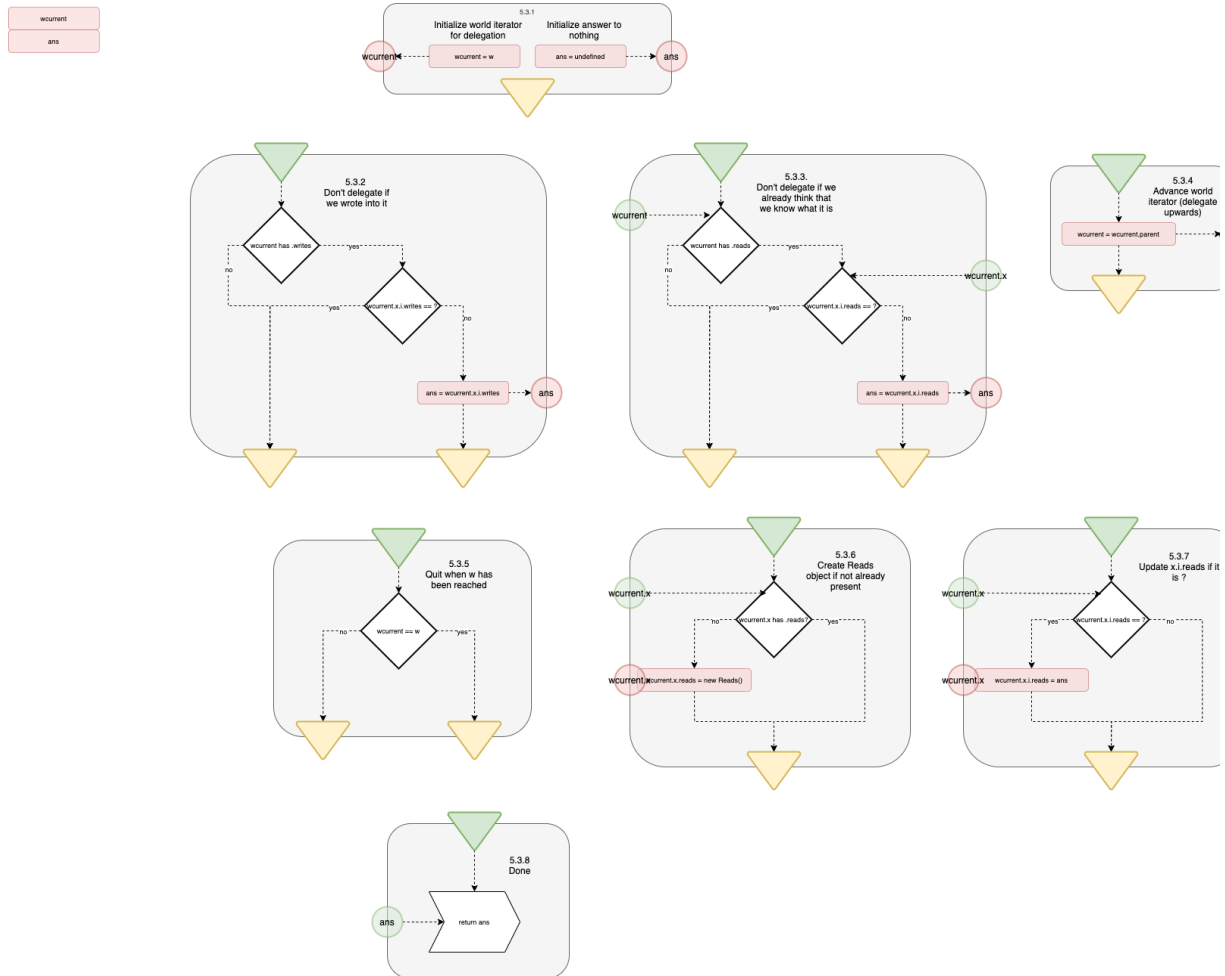 wcurrent
ans
5.3.1
Initialize world iterator
for delegation
Initialize answer to
nothing
wcurrent
wcurrent = w
ans = undefined
ans
5.3.2
Don't delegate if
we wrote into it
wcurrent has .writes
yes
no
wcurrent.x.i.writes == ?
yes
no
ans = wcurrent.x.i.writes
ans
5.3.3.
Don't delegate if we
already think that
we know what it is
wcurrent
wcurrent has .reads
yes
no
wcurrent.x
wcurrent.x.i.reads == ?
yes
no
ans = wcurrent.x.i.reads
ans
5.3.4
Advance world
iterator (delegate
upwards)
wcurrent = wcurrent.parent
5.3.5
Quit when w has
been reached
wcurrent == w
no
yes
5.3.6
Create Reads
object if not already
present
wcurrent.x
wcurrent.x has .reads?
no
yes
wcurrent.x
wcurrent.x.reads = new Reads()
5.3.7
Update x.i.reads if it
is ?
wcurrent.x
wcurrent.x.i.reads == ?
yes
no
wcurrent.x
wcurrent.x.i.reads = ans
5.3.8
Done
ans
return ans